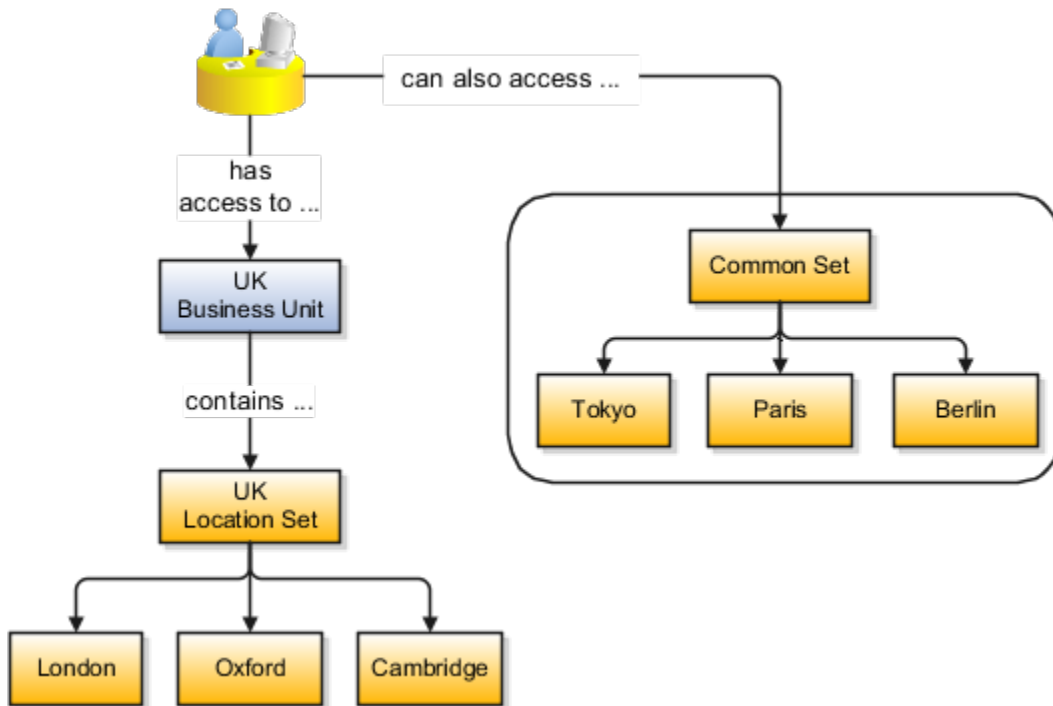 can also access ...
has
access to ...
UK
Business Unit
Common Set
Tokyo
Paris
Berlin
contains ...
UK
Location Set
London
Oxford
Cambridge